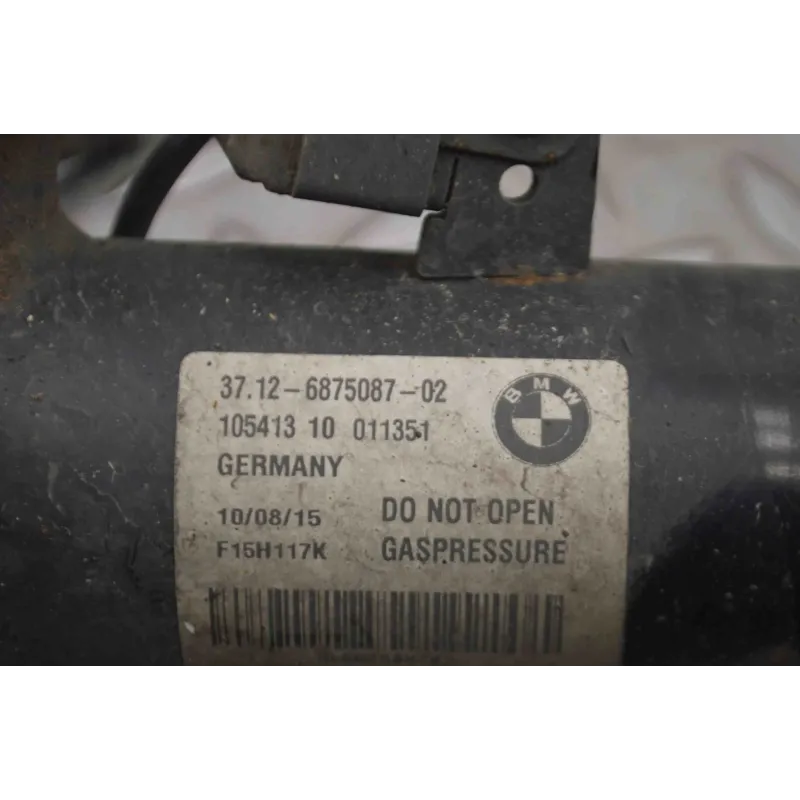 37.12-6875087-02
BMW
105413 10 011351
GERMANY
10/08/15 DO NOT OPEN
F15H117K GASPRESSURE